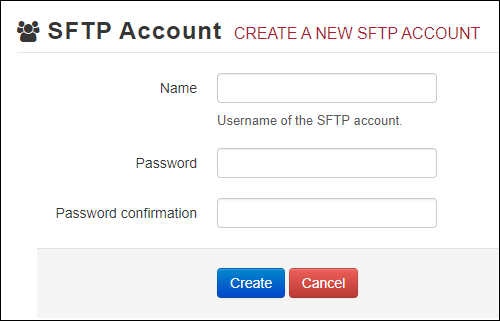 SFTP Account CREATE A NEW SFTP ACCOUNT
Name
Username of the SFTP account.
Password
Password confirmation
Create Cancel